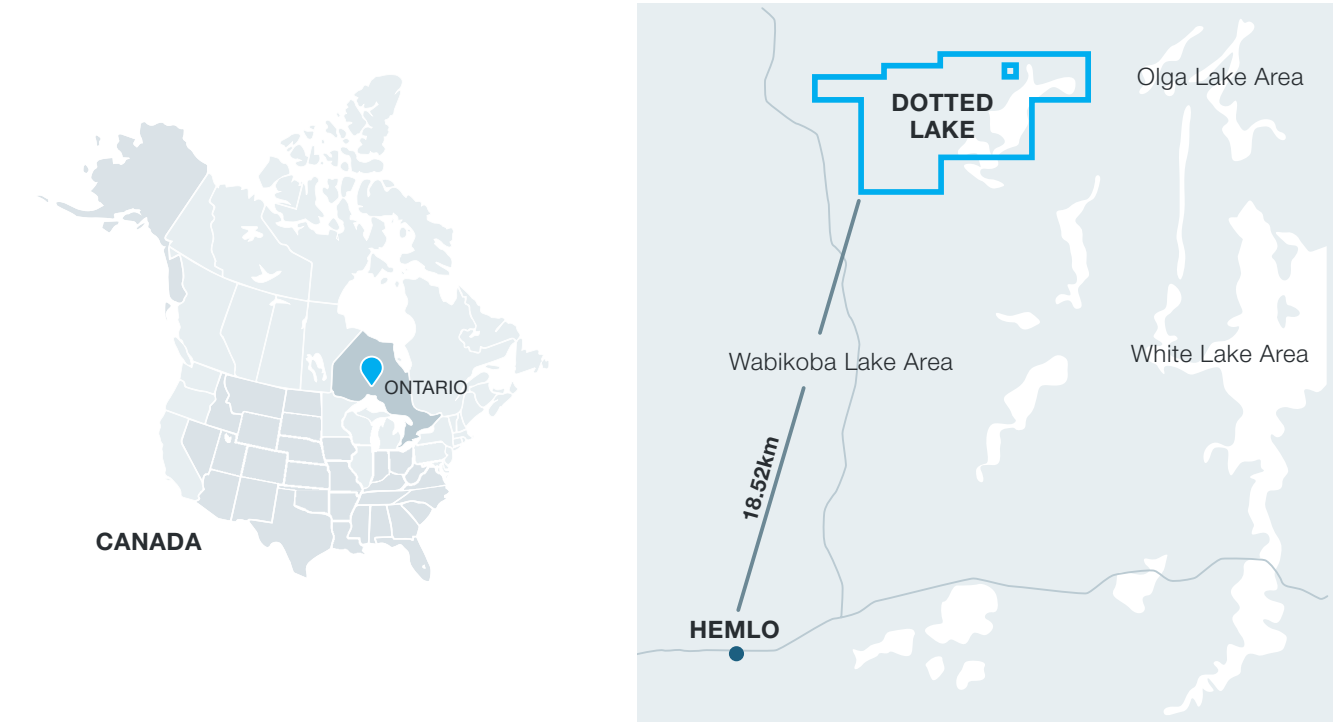 ONTARIO
CANADA
Olga Lake Area
DOTTED
LAKE
Wabikoba Lake Area
White Lake Area
18.52km
HEMLO